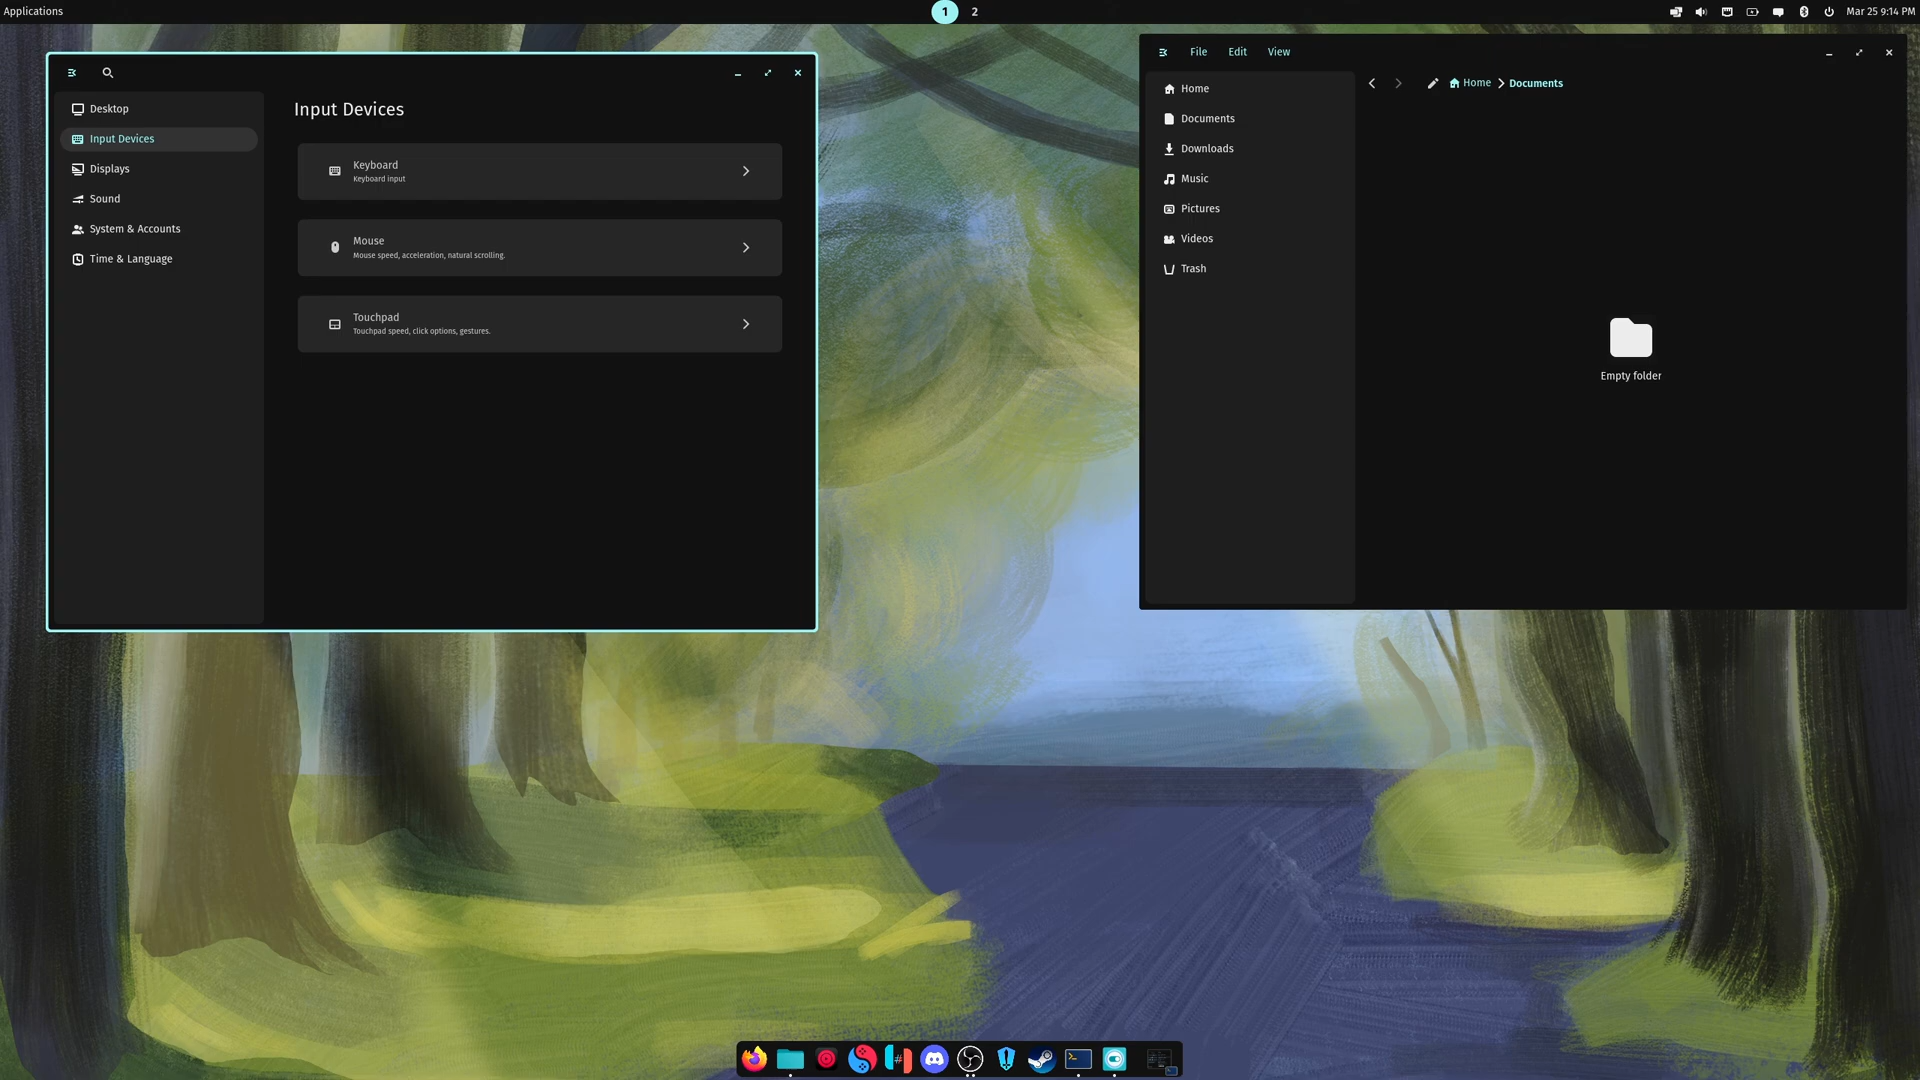 Applications
1
2
Mar 25 9:14 PM
Desktop
Input Devices
Displays
Sound
System & Accounts
Time & Language
Input Devices
Keyboard
Keyboard input
Mouse
Mouse speed, acceleration, natural scrolling.
Touchpad
Touchpad speed, click options, gestures.
File Edit View
Home
Documents
Downloads
Music
Pictures
Videos
Trash
Home Documents
Empty folder